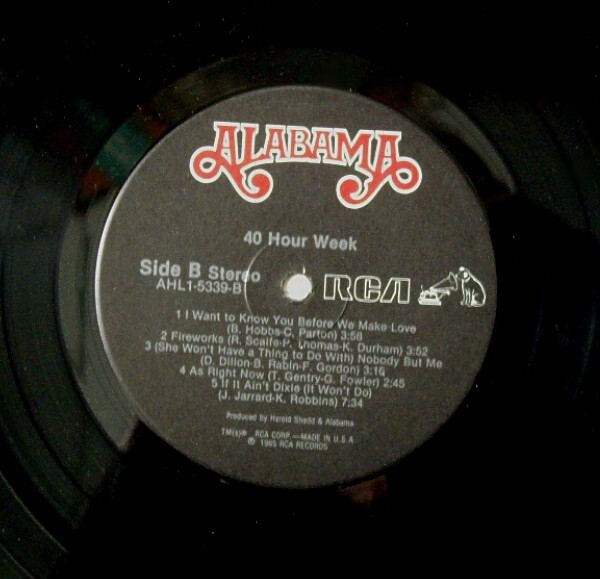 ALABAMA
40 Hour Week
Side B Stereo
AHL1-5339-B
RCA
1 I Want to Know You Before We Make Love
(B. Hobbs-C. Parton) 3:58
2 Fireworks (R. Scaife-P. Thomas-K. Durham) 3:52
3 (She Won't Have a Thing to Do With) Nobody But Me
(D. Dillon-B. Rabin-F. Gordon) 3:16
4 As Right Now (T. Gentry-G. Fowler) 2:45
5 If It Ain't Dixie (It Won't Do)
(J. Jarrard-K. Robbins) 7:34
Produced by Harold Shedd & Alabama
TM(s)® RCA CORP.—MADE IN U.S.A
℗ 1985 RCA RECORDS